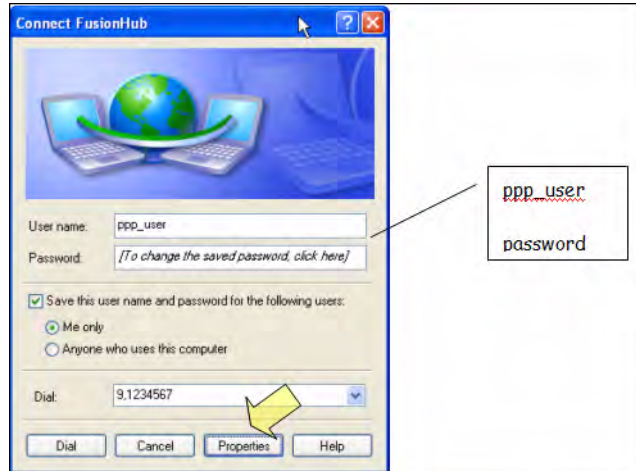 Connect FusionHub
User name: ppp_user
Password: [To change the saved password, click here]
Save this user name and password for the following users:
Me only
Anyone who uses this computer
Dial: 9,1234567
Dial Cancel Properties Help
ppp_user
password